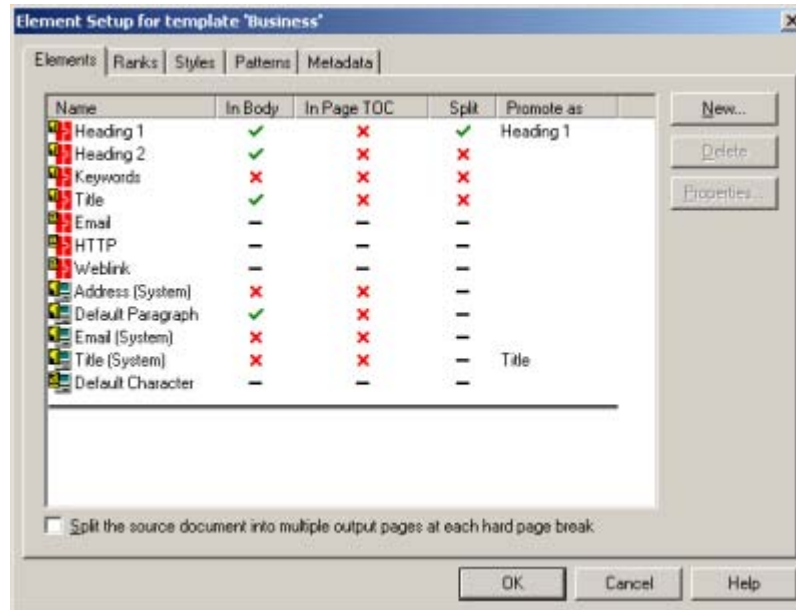 Element Setup for template 'Business'
Elements Ranks Styles Patterns Metadata
Name In Body In Page TOC Split Promote as
New...
Heading 1 Heading 1
Heading 2
Delete
Keywords
Title
Properties...
Email
HTTP
Weblink
Address (System)
Default Paragraph
Email (System)
Title (System) Title
Default Character
Split the source document into multiple output pages at each hard page break
OK Cancel Help